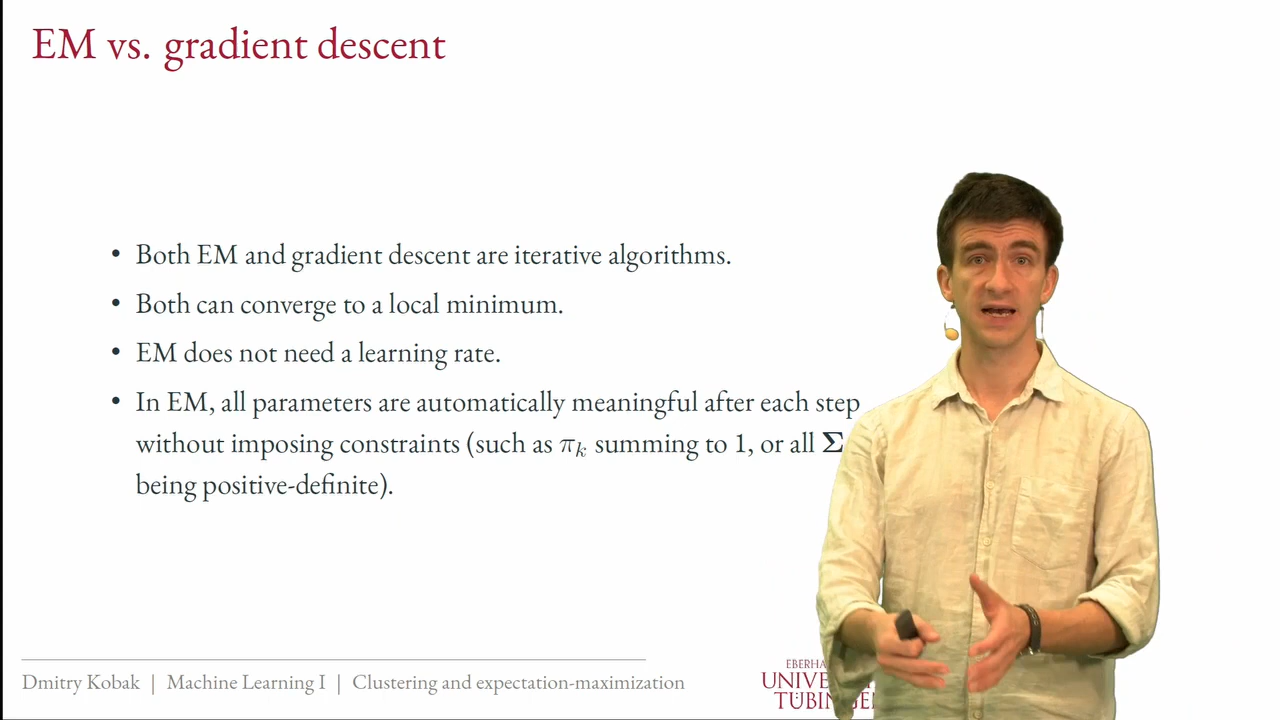 EM vs. gradient descent
• Both EM and gradient descent are iterative algorithms.
• Both can converge to a local minimum.
• EM does not need a learning rate.
• In EM, all parameters are automatically meaningful after each step
without imposing constraints (such as πₖ summing to 1, or all Σ
being positive-definite).
Dmitry Kobak | Machine Learning I | Clustering and expectation-maximization